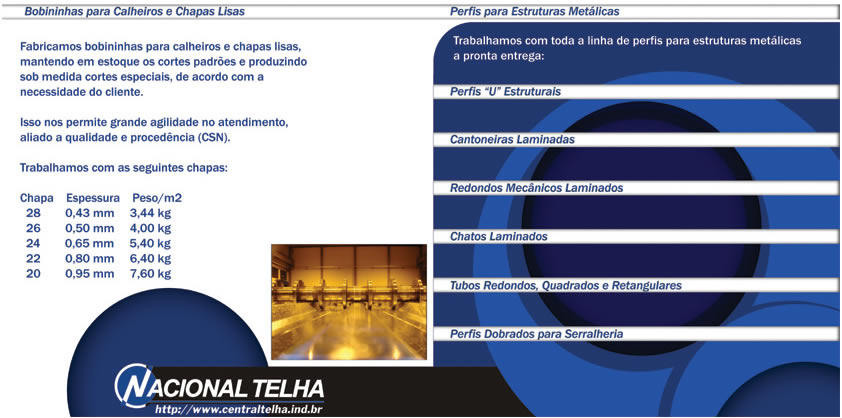 Bobininhas para Calheiros e Chapas Lisas
Fabricamos bobininhas para calheiros e chapas lisas,
mantendo em estoque os cortes padrões e produzindo
sob medida cortes especiais, de acordo com a
necessidade do cliente.
Isso nos permite grande agilidade no atendimento,
aliado a qualidade e procedência (CSN).
Trabalhamos com as seguintes chapas:
Chapa Espessura Peso/m2
28 0,43 mm 3,44 kg
26 0,50 mm 4,00 kg
24 0,65 mm 5,40 kg
22 0,80 mm 6,40 kg
20 0,95 mm 7,60 kg
NACIONAL TELHA
http://www.centraltelha.ind.br
Perfis para Estruturas Metálicas
Trabalhamos com toda a linha de perfis para estruturas metálicas
a pronta entrega:
Perfis “U” Estruturais
Cantoneiras Laminadas
Redondos Mecânicos Laminados
Chatos Laminados
Tubos Redondos, Quadrados e Retangulares
Perfis Dobrados para Serralheria